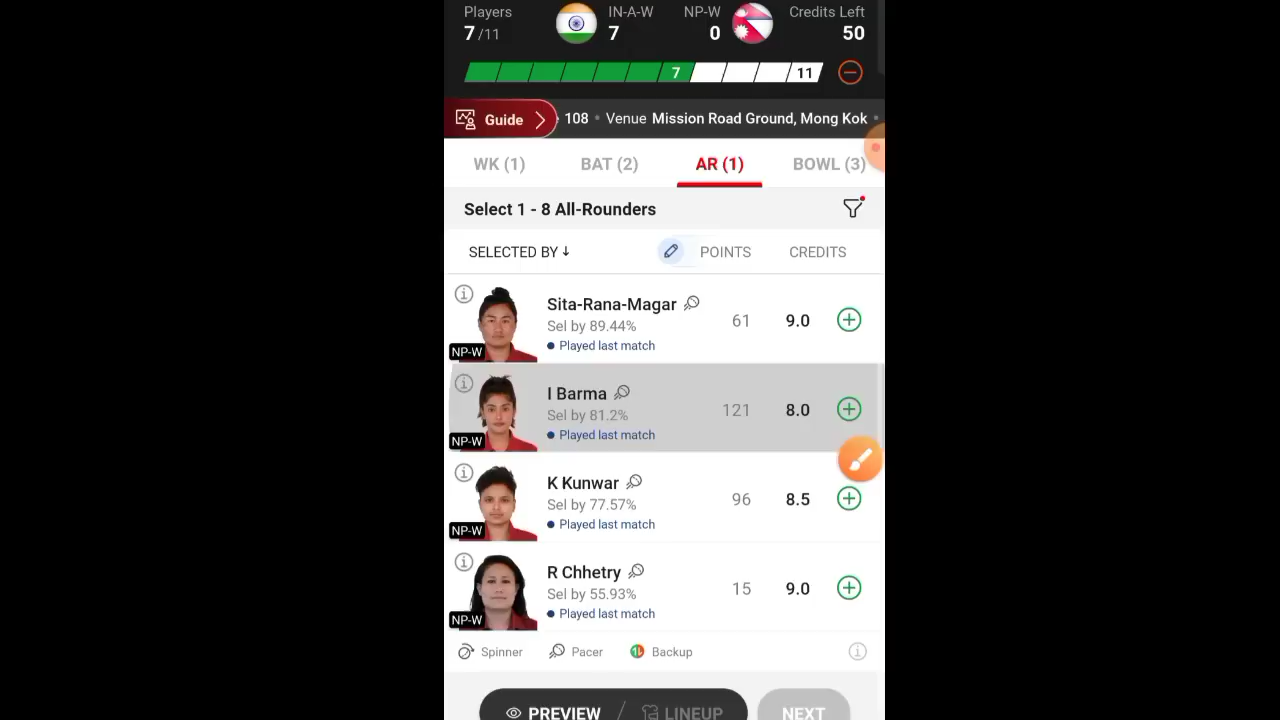 Players IN-A-W NP-W Credits Left
7 /11 7 0 50
7 11
Guide 108 • Venue Mission Road Ground, Mong Kok •
WK (1) BAT (2) AR (1) BOWL (3)
Select 1 - 8 All-Rounders
SELECTED BY ↓ POINTS CREDITS
Sita-Rana-Magar
Sel by 89.44% 61 9.0
Played last match
NP-W
I Barma
Sel by 81.2% 121 8.0
Played last match
NP-W
K Kunwar
Sel by 77.57% 96 8.5
Played last match
NP-W
R Chhetry
Sel by 55.93% 15 9.0
Played last match
NP-W
Spinner Pacer Backup
PREVIEW / LINEUP NEXT